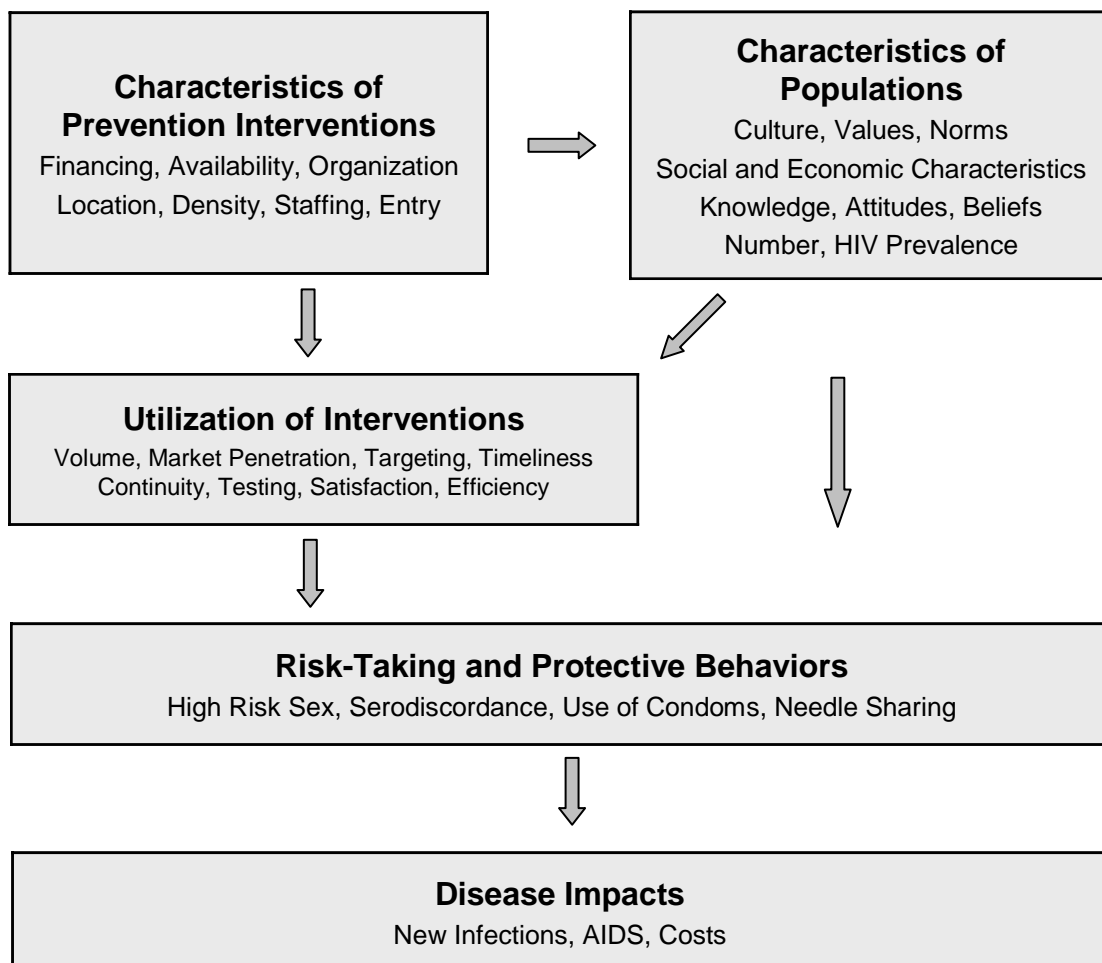 Characteristics of
Prevention Interventions
Financing, Availability, Organization
Location, Density, Staffing, Entry
Characteristics of
Populations
Culture, Values, Norms
Social and Economic Characteristics
Knowledge, Attitudes, Beliefs
Number, HIV Prevalence
Utilization of Interventions
Volume, Market Penetration, Targeting, Timeliness
Continuity, Testing, Satisfaction, Efficiency
Risk-Taking and Protective Behaviors
High Risk Sex, Serodiscordance, Use of Condoms, Needle Sharing
Disease Impacts
New Infections, AIDS, Costs